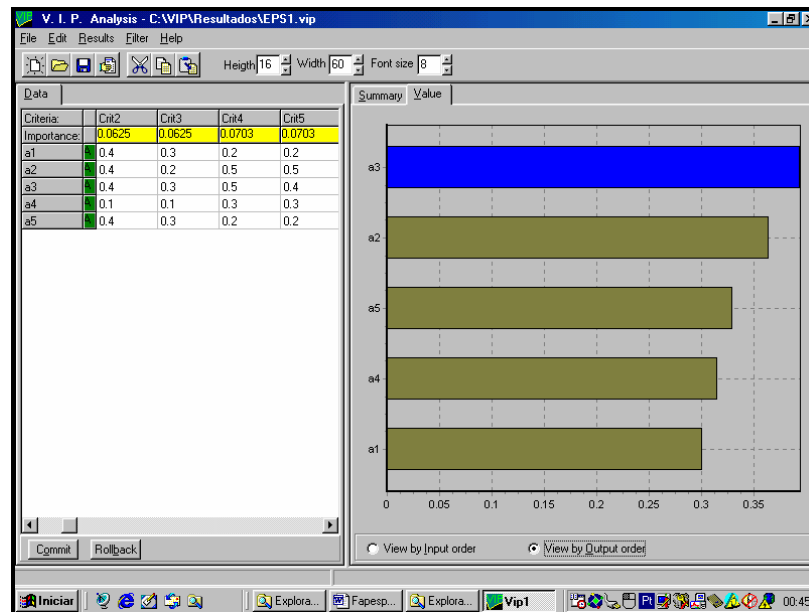 V. I. P. Analysis - C:\VIP\Resultados\EPS1.vip
File Edit Results Filter Help
Heigth 16 Width 60 Font size 8
Data
Criteria: Crit2 Crit3 Crit4 Crit5
Importance: 0.0625 0.0625 0.0703 0.0703
a1 0.4 0.3 0.2 0.2
a2 0.4 0.2 0.5 0.5
a3 0.4 0.3 0.5 0.4
a4 0.1 0.1 0.3 0.3
a5 0.4 0.3 0.2 0.2
Commit Rollback
Summary Value
a3
a2
a5
a4
a1
0 0.05 0.1 0.15 0.2 0.25 0.3 0.35
View by Input order View by Output order
Iniciar Explora... Fapesp... Explora... Vip1 Pt 00:45